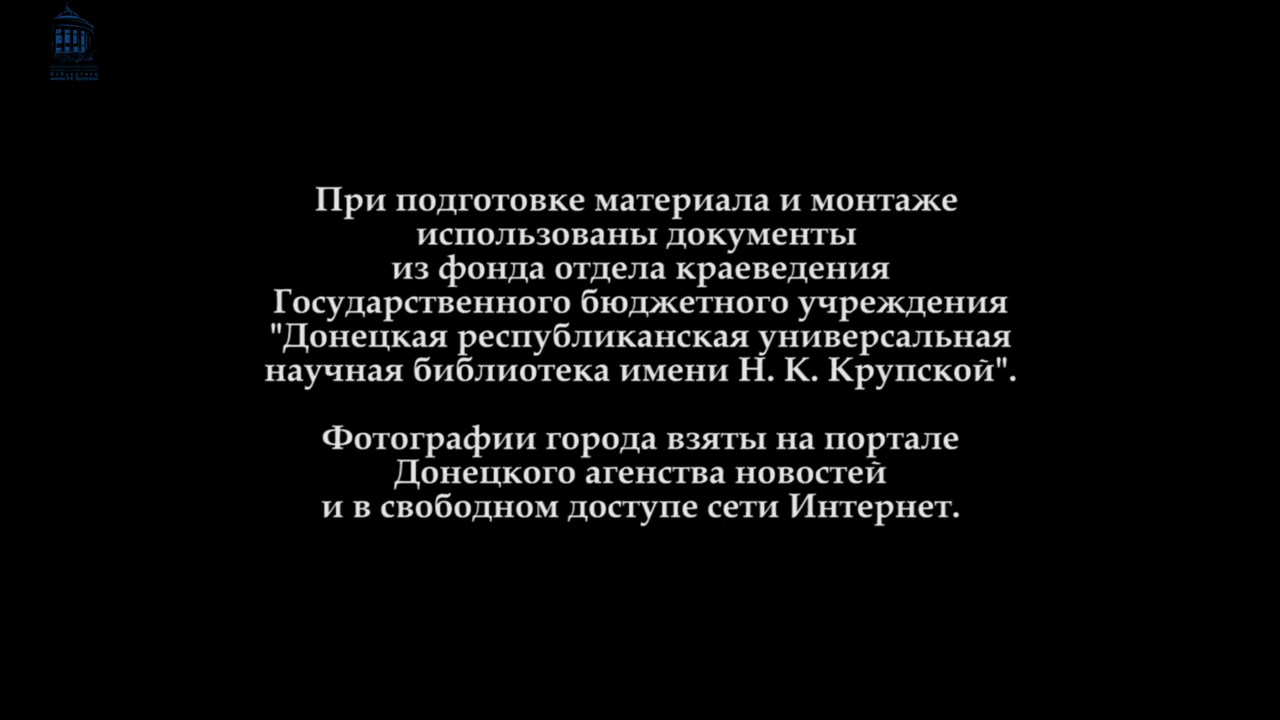 При подготовке материала и монтаже
использованы документы
из фонда отдела краеведения
Государственного бюджетного учреждения
"Донецкая республиканская универсальная
научная библиотека имени Н. К. Крупской".
Фотографии города взяты на портале
Донецкого агенства новостей
и в свободном доступе сети Интернет.